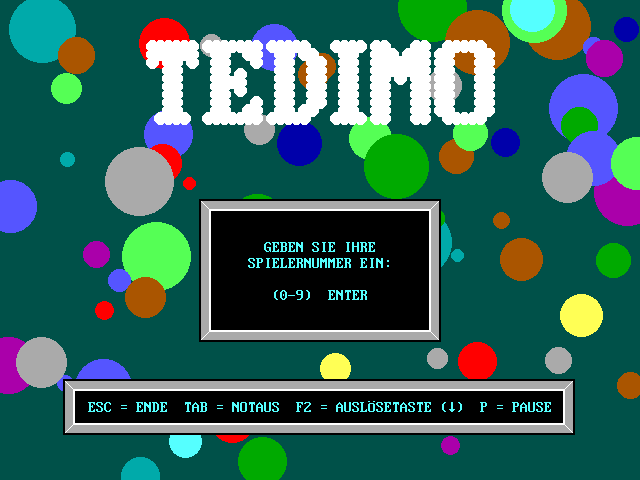 TEDIMO
GEBEN SIE IHRE
SPIELERNUMMER EIN:
(0-9) ENTER
ESC = ENDE TAB = NOTAUS F2 = AUSLÖSETASTE (↓) P = PAUSE